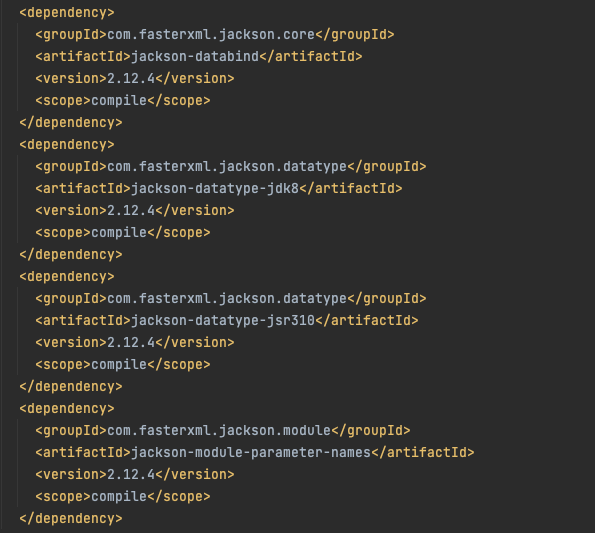 <dependency>
<groupId>com.fasterxml.jackson.core</groupId>
<artifactId>jackson-databind</artifactId>
<version>2.12.4</version>
<scope>compile</scope>
</dependency>
<dependency>
<groupId>com.fasterxml.jackson.datatype</groupId>
<artifactId>jackson-datatype-jdk8</artifactId>
<version>2.12.4</version>
<scope>compile</scope>
</dependency>
<dependency>
<groupId>com.fasterxml.jackson.datatype</groupId>
<artifactId>jackson-datatype-jsr310</artifactId>
<version>2.12.4</version>
<scope>compile</scope>
</dependency>
<dependency>
<groupId>com.fasterxml.jackson.module</groupId>
<artifactId>jackson-module-parameter-names</artifactId>
<version>2.12.4</version>
<scope>compile</scope>
</dependency>